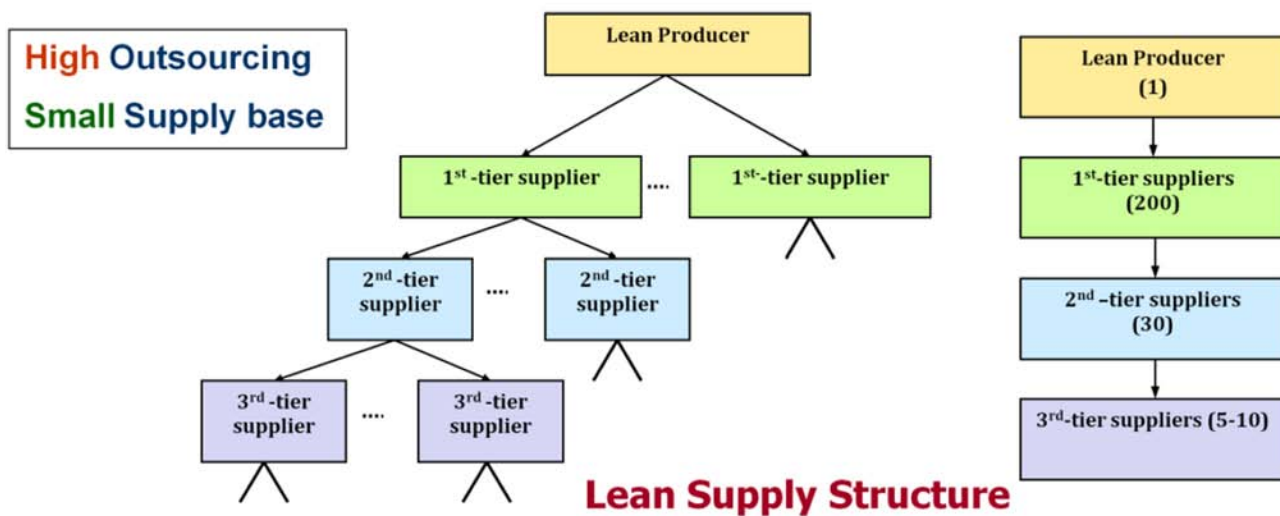 High Outsourcing
Small Supply base
Lean Producer
1st -tier supplier
....
1st- -tier supplier
2nd -tier
supplier
....
2nd -tier
supplier
3rd -tier
supplier
....
3rd -tier
supplier
Lean Producer
(1)
1st-tier suppliers
(200)
2nd –tier suppliers
(30)
3rd-tier suppliers (5-10)
Lean Supply Structure